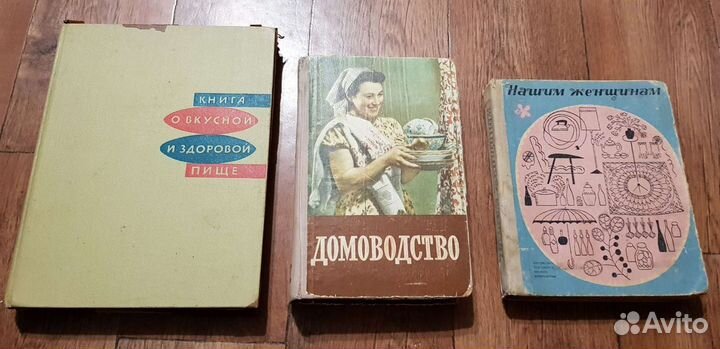 КНИГА
О ВКУСНОЙ
И ЗДОРОВОЙ
ПИЩЕ
ДОМОВОДСТВО
Нашим женщинам
Avito